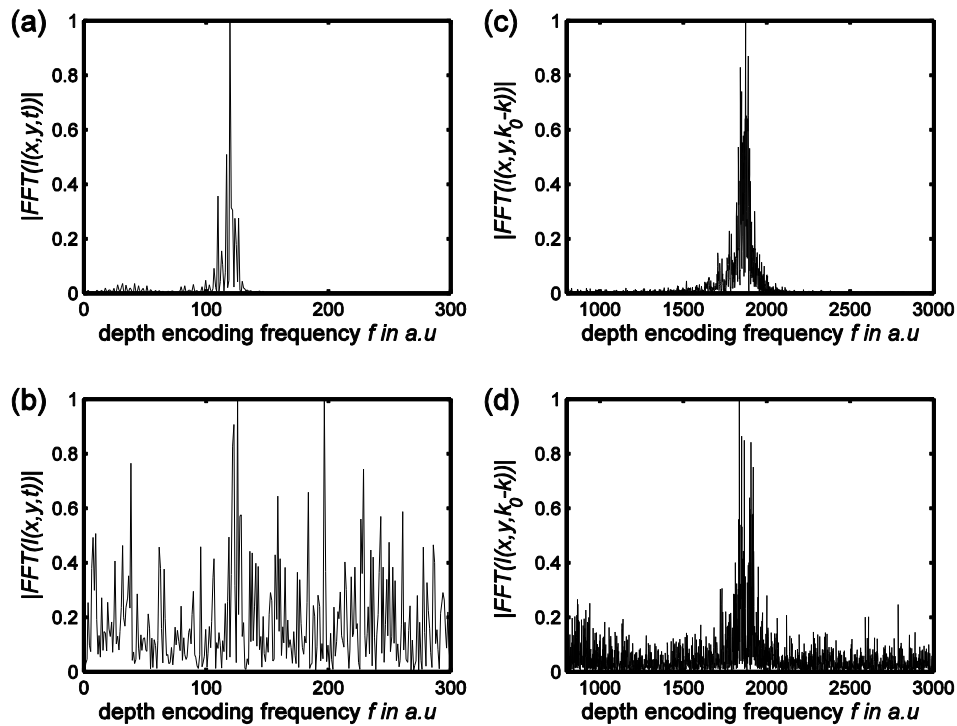 (a)
1
0.8
0.6
0.4
0.2
0
|FFT(I(x,y,t))|
0 100 200 300
depth encoding frequency f in a.u
(c)
1
0.8
0.6
0.4
0.2
0
|FFT(I(x,y,k0-k))|
1000 1500 2000 2500 3000
depth encoding frequency f in a.u
(b)
1
0.8
0.6
0.4
0.2
0
|FFT(I(x,y,t))|
0 100 200 300
depth encoding frequency f in a.u
(d)
1
0.8
0.6
0.4
0.2
0
|FFT(I(x,y,k0-k))|
1000 1500 2000 2500 3000
depth encoding frequency f in a.u